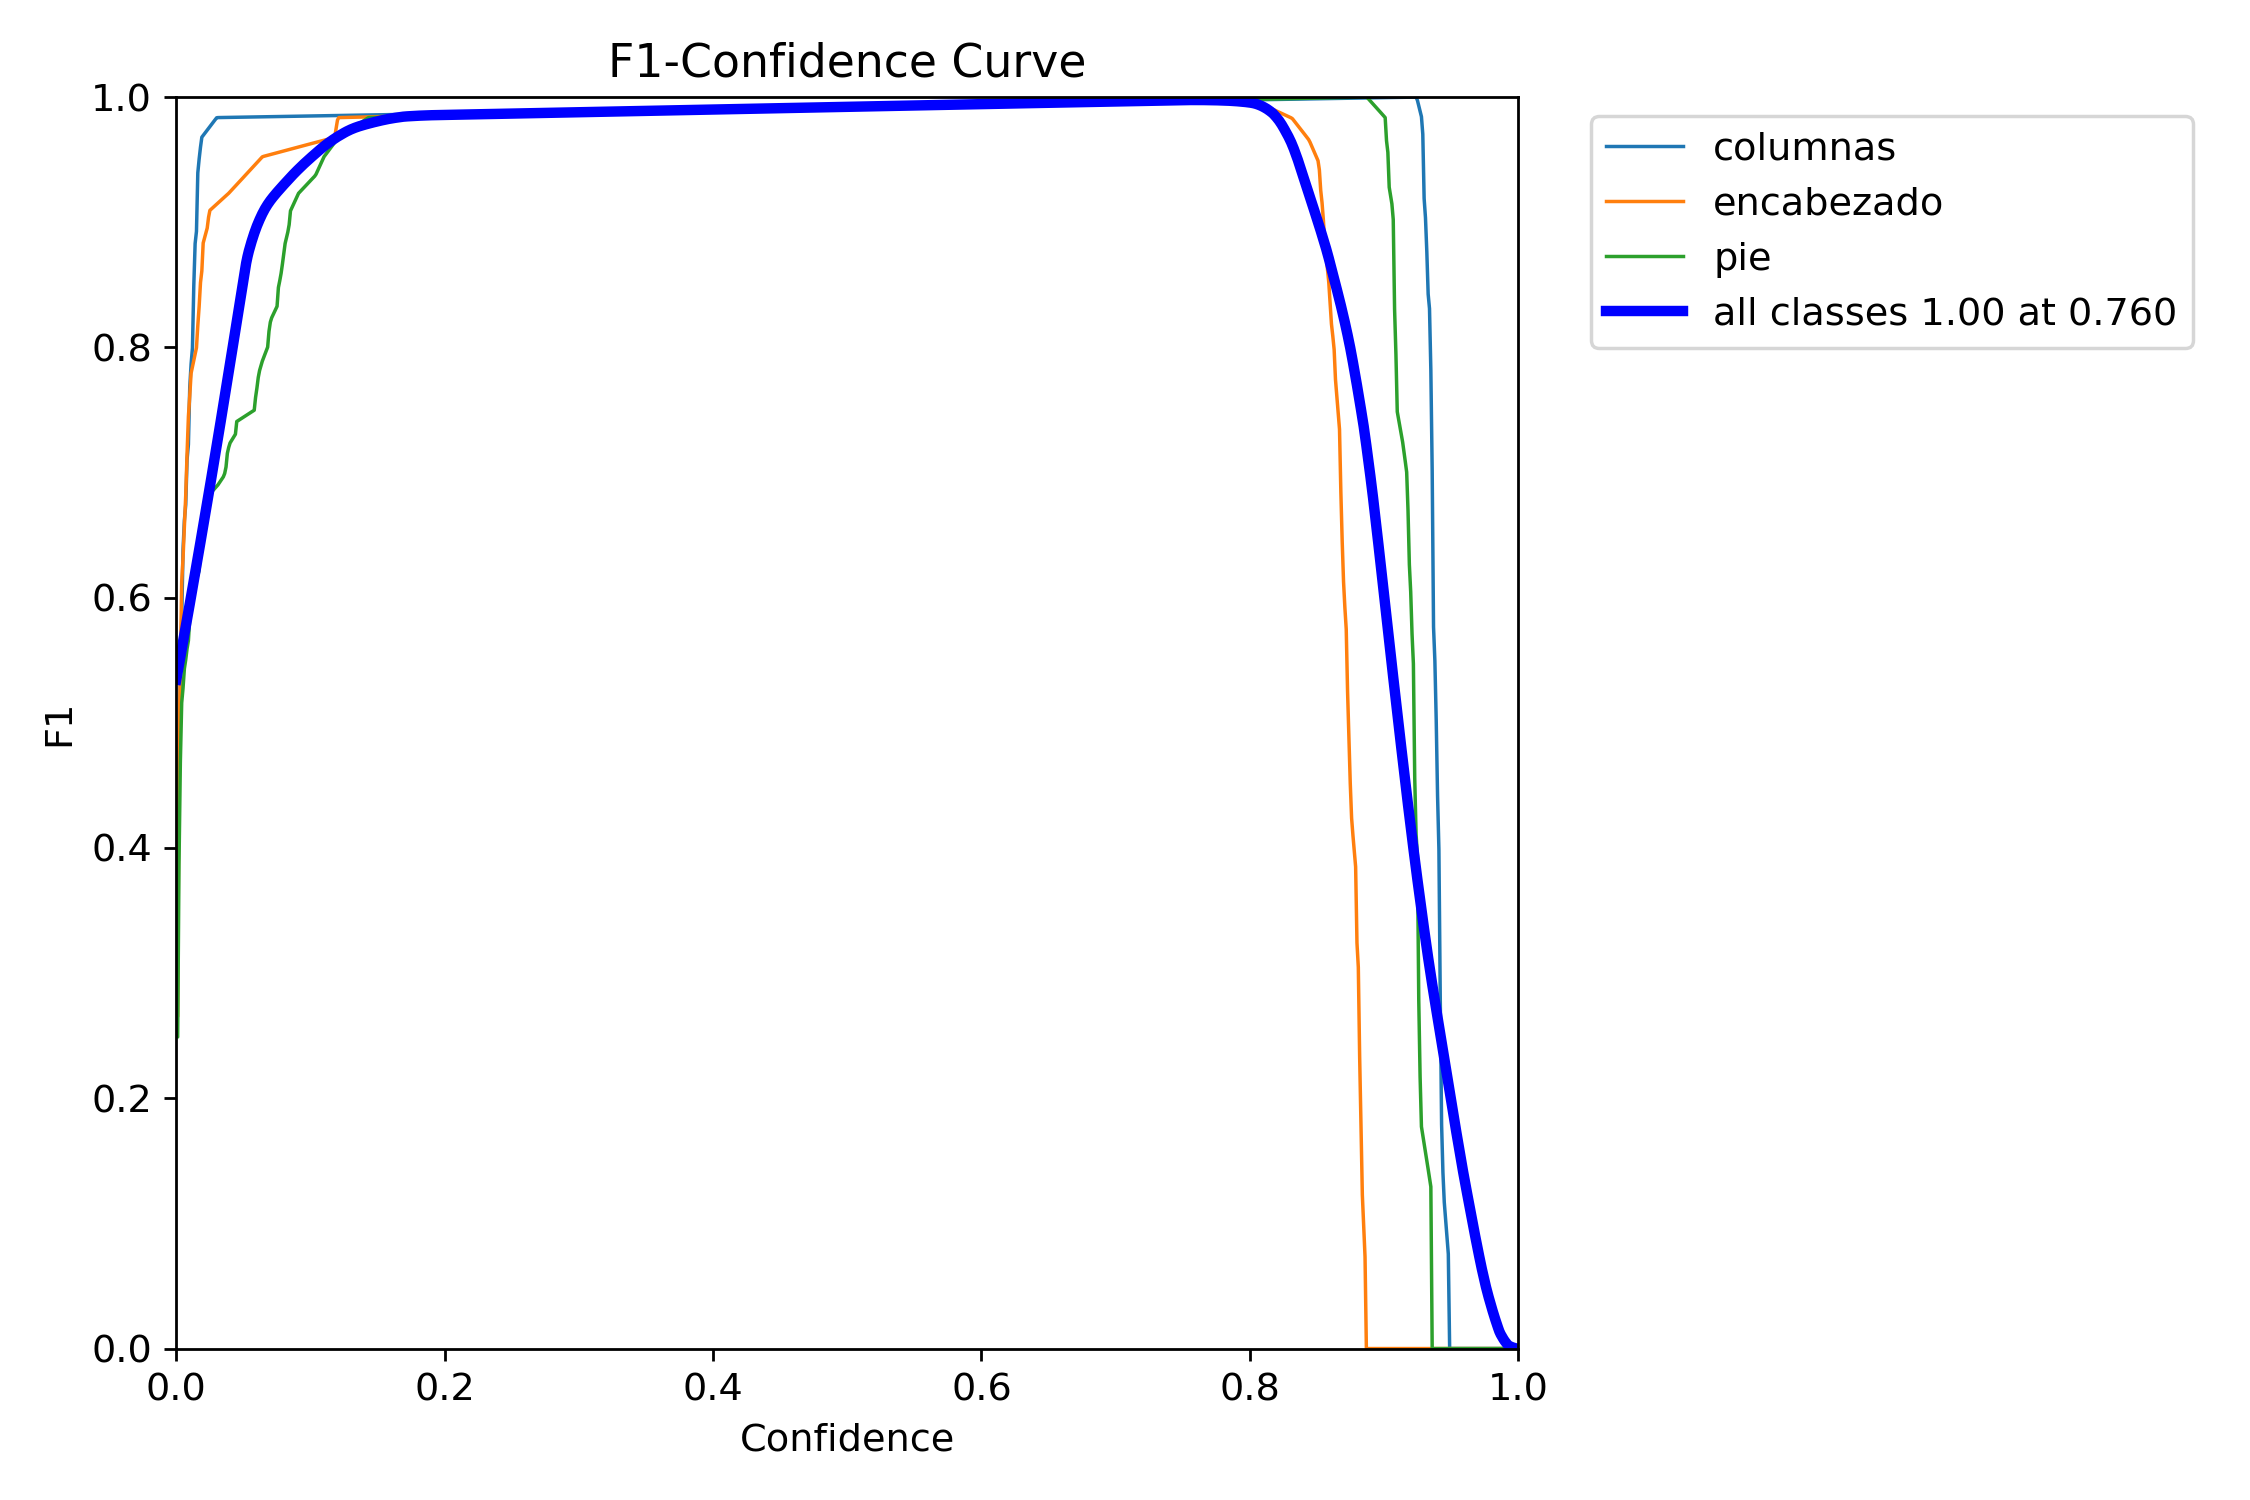 F1-Confidence Curve
1.0
0.8
0.6
0.4
0.2
0.0
F1
0.0 0.2 0.4 0.6 0.8 1.0
Confidence
columnas
encabezado
pie
all classes 1.00 at 0.760